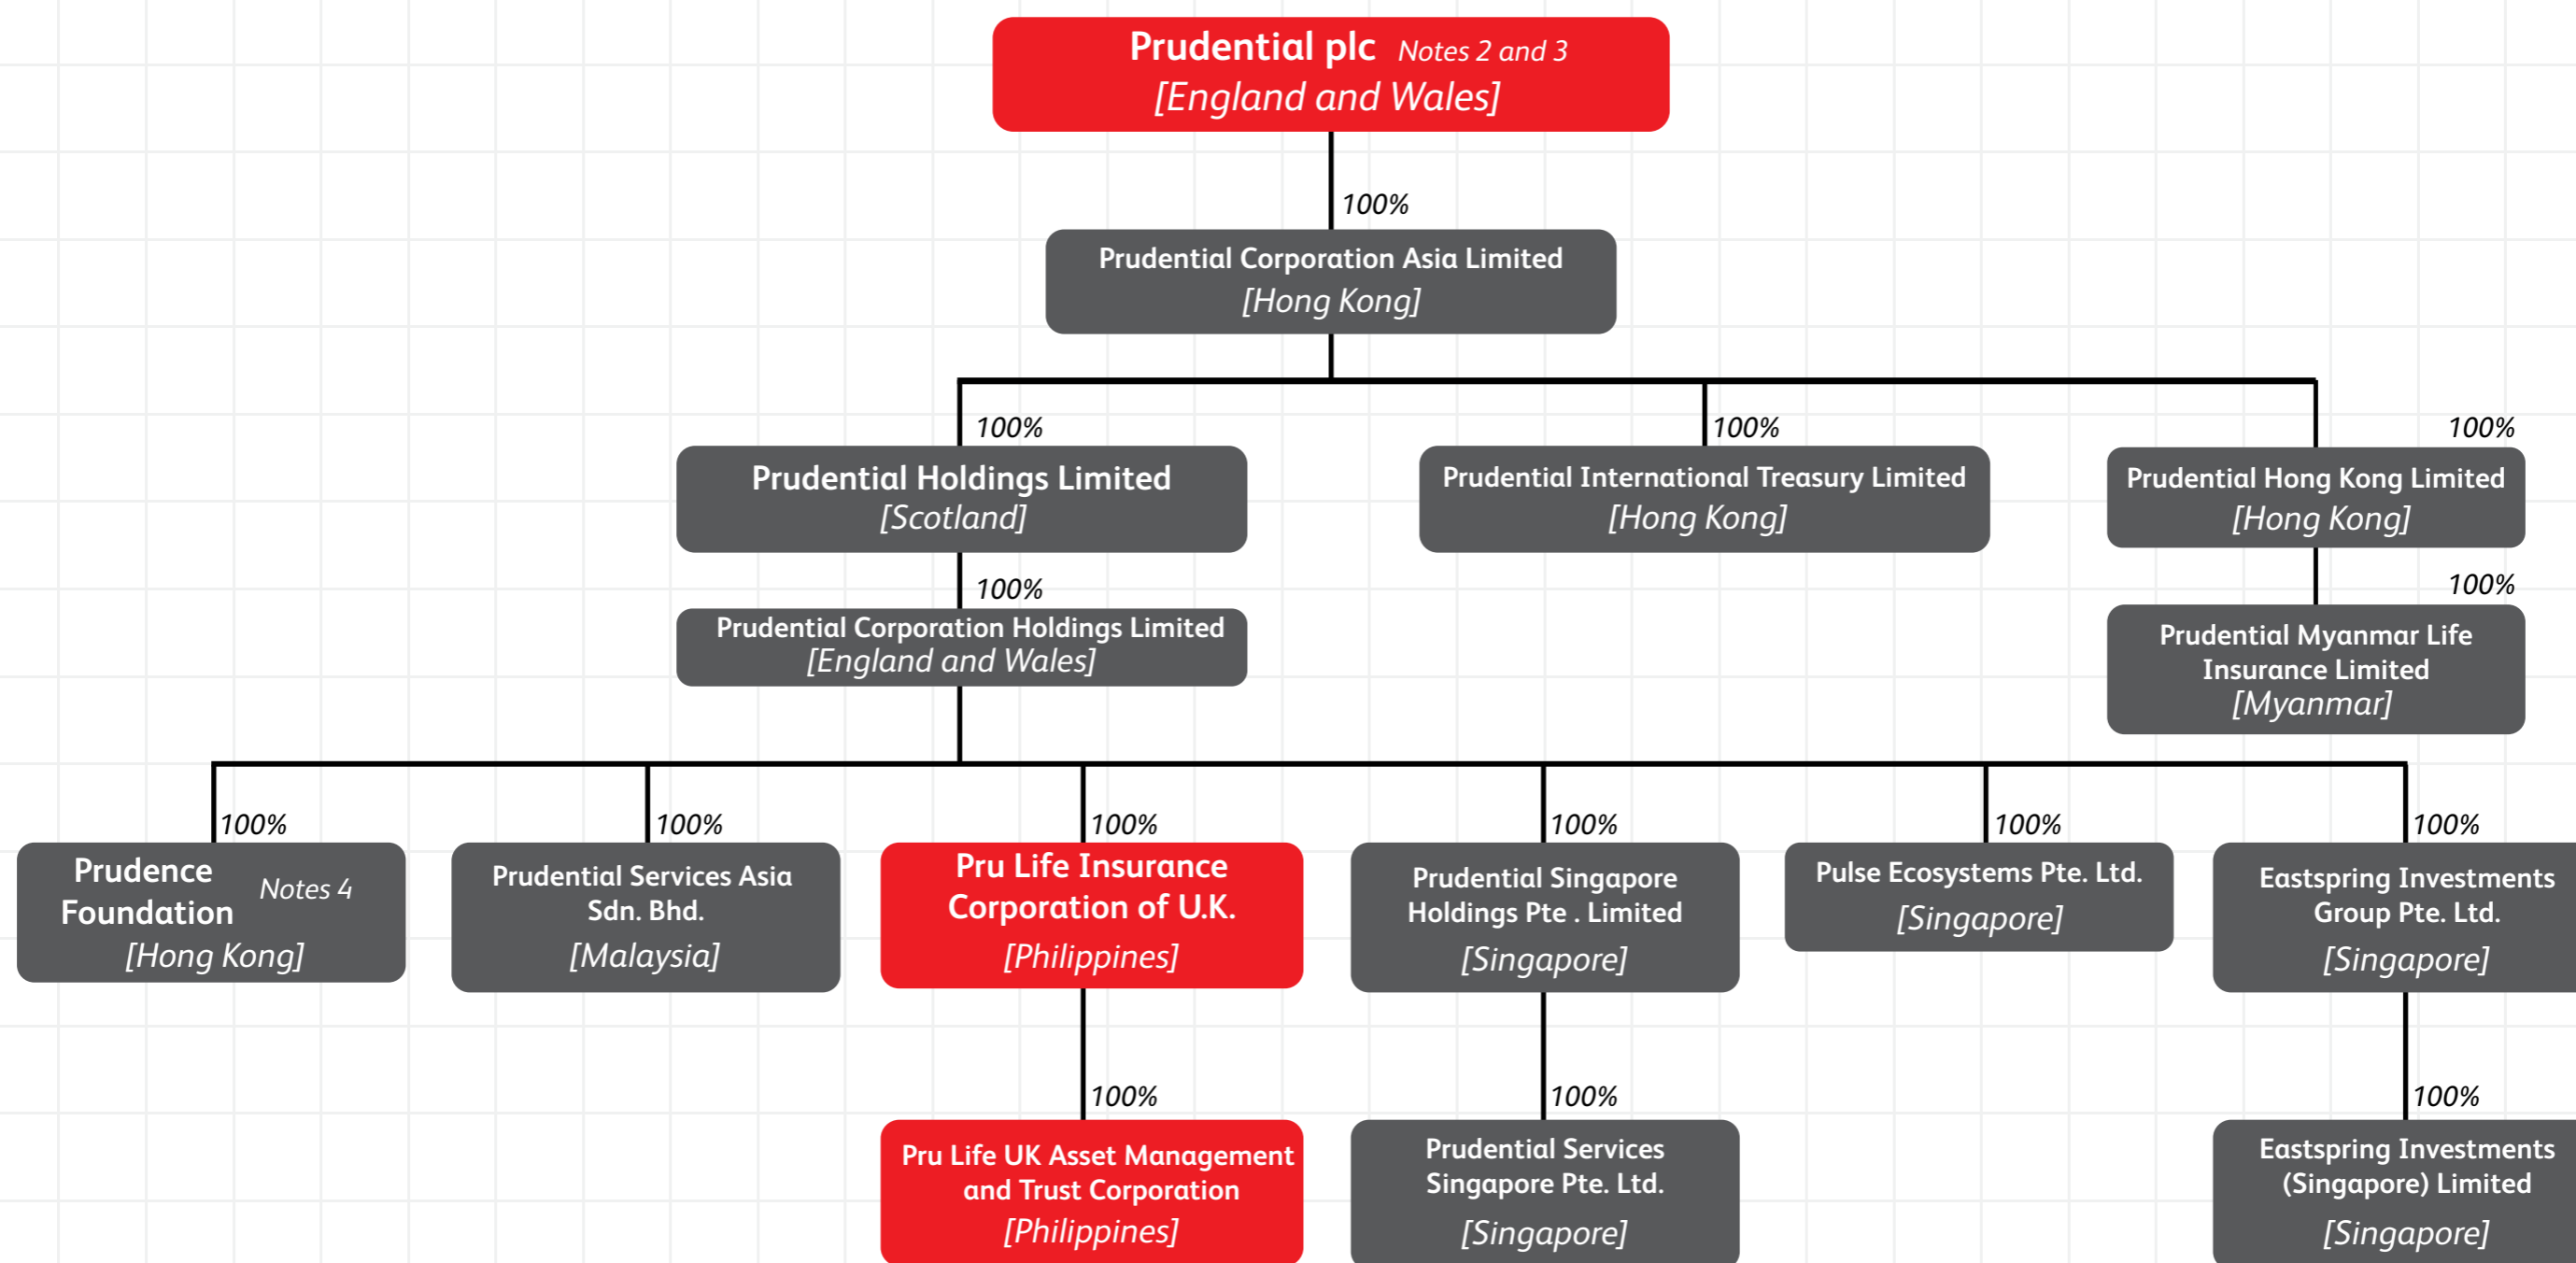 Prudential plc Notes 2 and 3
[England and Wales]
100%
Prudential Corporation Asia Limited
[Hong Kong]
100%
Prudential Holdings Limited
[Scotland]
100%
Prudential International Treasury Limited
[Hong Kong]
100%
Prudential Hong Kong Limited
[Hong Kong]
100%
Prudential Corporation Holdings Limited
[England and Wales]
100%
Prudential Myanmar Life
Insurance Limited
[Myanmar]
100%
Prudence
Foundation
Notes 4
[Hong Kong]
100%
Prudential Services Asia
Sdn. Bhd.
[Malaysia]
100%
Pru Life Insurance
Corporation of U.K.
[Philippines]
100%
Prudential Singapore
Holdings Pte . Limited
[Singapore]
100%
Pulse Ecosystems Pte. Ltd.
[Singapore]
100%
Eastspring Investments
Group Pte. Ltd.
[Singapore]
100%
Pru Life UK Asset Management
and Trust Corporation
[Philippines]
100%
Prudential Services
Singapore Pte. Ltd.
[Singapore]
100%
Eastspring Investments
(Singapore) Limited
[Singapore]